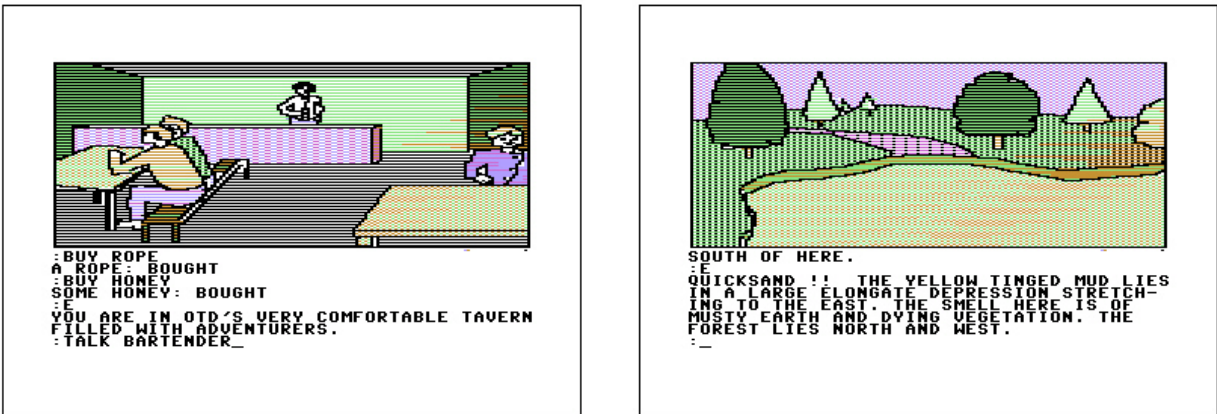 :BUY ROPE
A ROPE: BOUGHT
:BUY HONEY
SOME HONEY: BOUGHT
:E
YOU ARE IN OTD'S VERY COMFORTABLE TAVERN
FILLED WITH ADVENTURERS.
:TALK BARTENDER_
SOUTH OF HERE.
:E
QUICKSAND !!  THE YELLOW TINGED MUD LIES
IN A LARGE ELONGATE DEPRESSION STRETCH-
ING TO THE EAST. THE SMELL HERE IS OF
MUSTY EARTH AND DYING VEGETATION. THE
FOREST LIES NORTH AND WEST.
:_